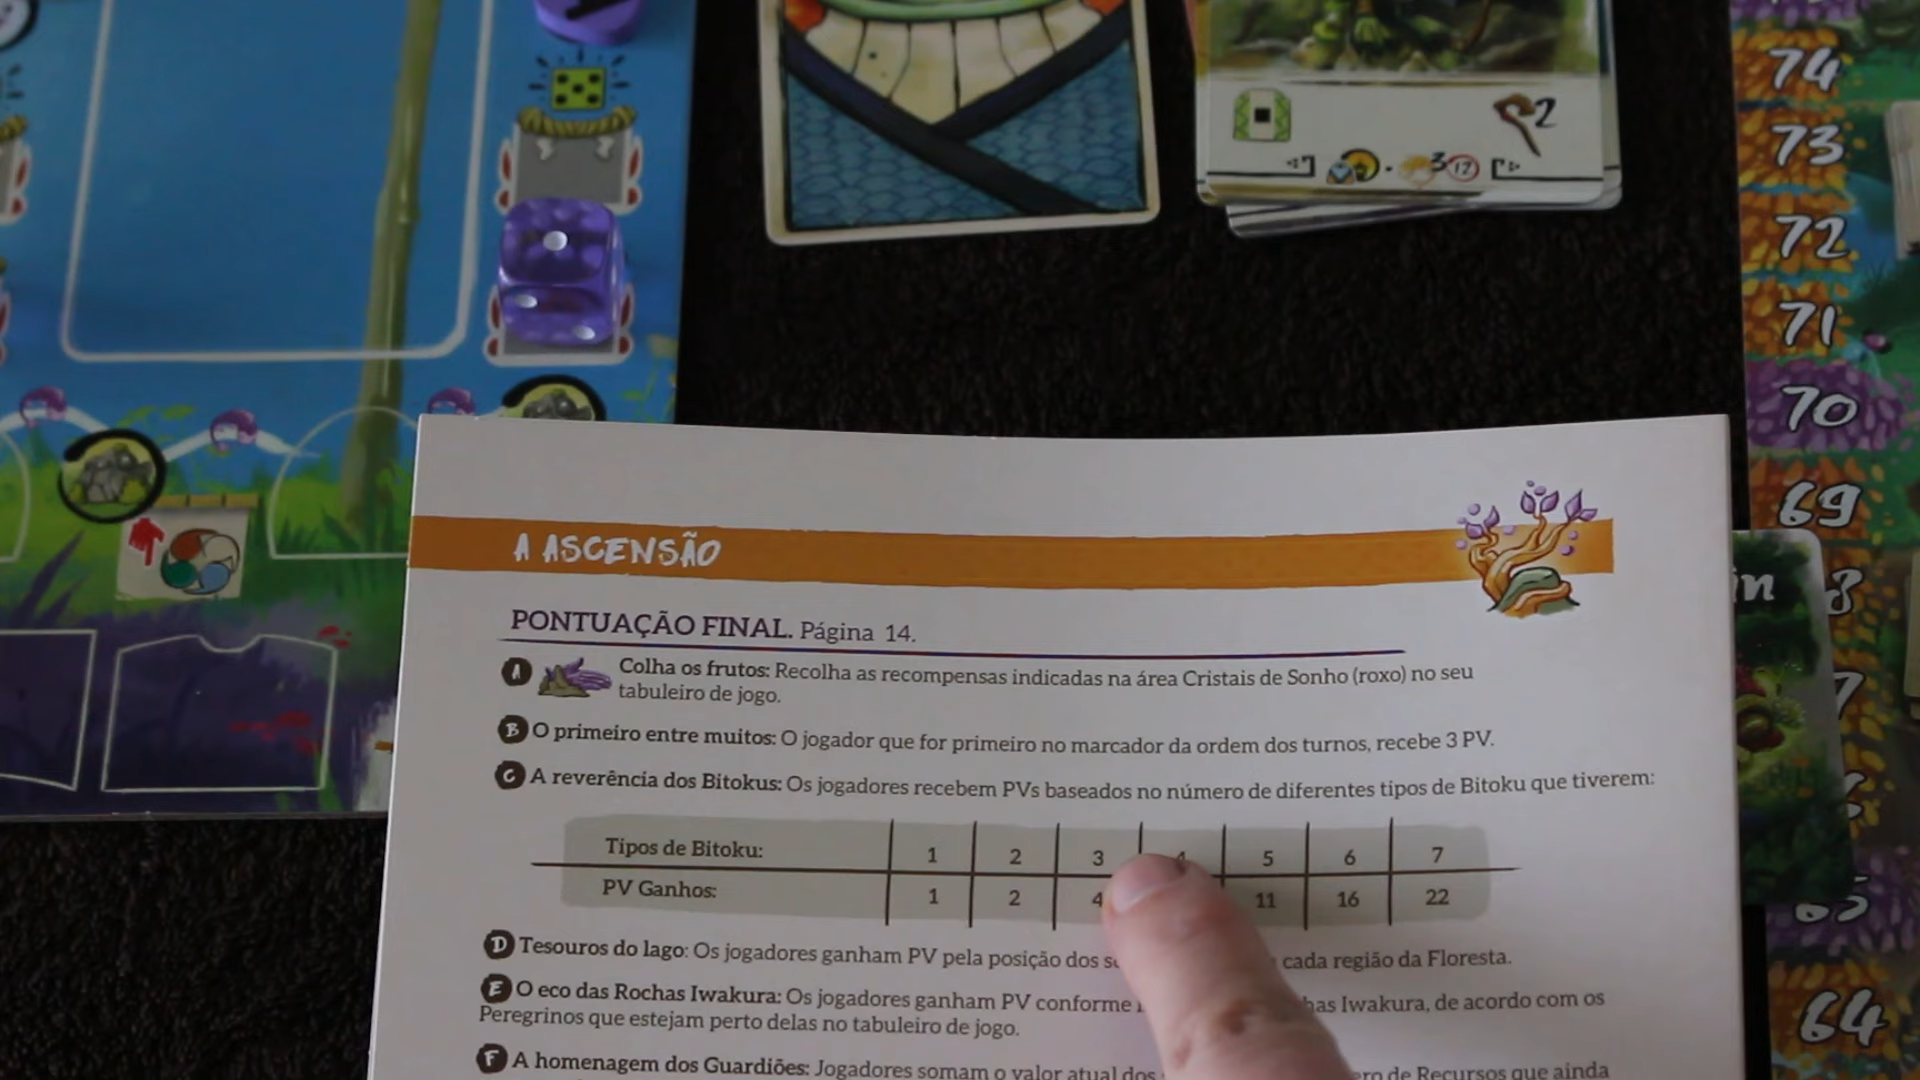 2
3 17
74
73
72
71
70
69
in
64
A ASCENSÃO
PONTUAÇÃO FINAL. Página 14.
A Colha os frutos: Recolha as recompensas indicadas na área Cristais de Sonho (roxo) no seu
tabuleiro de jogo.
B O primeiro entre muitos: O jogador que for primeiro no marcador da ordem dos turnos, recebe 3 PV.
C A reverência dos Bitokus: Os jogadores recebem PVs baseados no número de diferentes tipos de Bitoku que tiverem:
Tipos de Bitoku: 1 2 3 4 5 6 7
PV Ganhos: 1 2 4 11 16 22
D Tesouros do lago: Os jogadores ganham PV pela posição dos cada região da Floresta.
E O eco das Rochas Iwakura: Os jogadores ganham PV conforme Iwakura, de acordo com os
Peregrinos que estejam perto delas no tabuleiro de jogo.
F A homenagem dos Guardiões: Jogadores somam o valor atual dos de Recursos que ainda